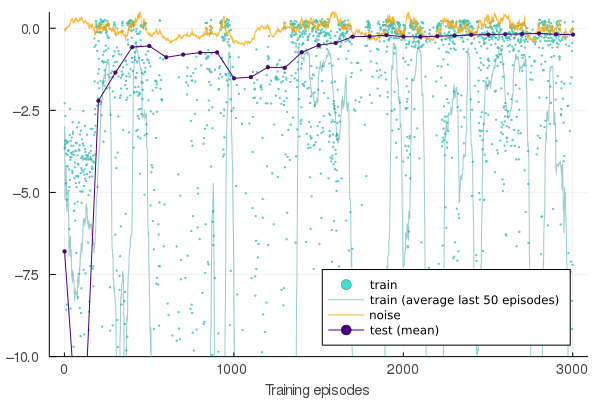 0.0
−2.5
−5.0
−7.5
−10.0
0
1000
2000
3000
Training episodes
train
train (average last 50 episodes)
noise
test (mean)